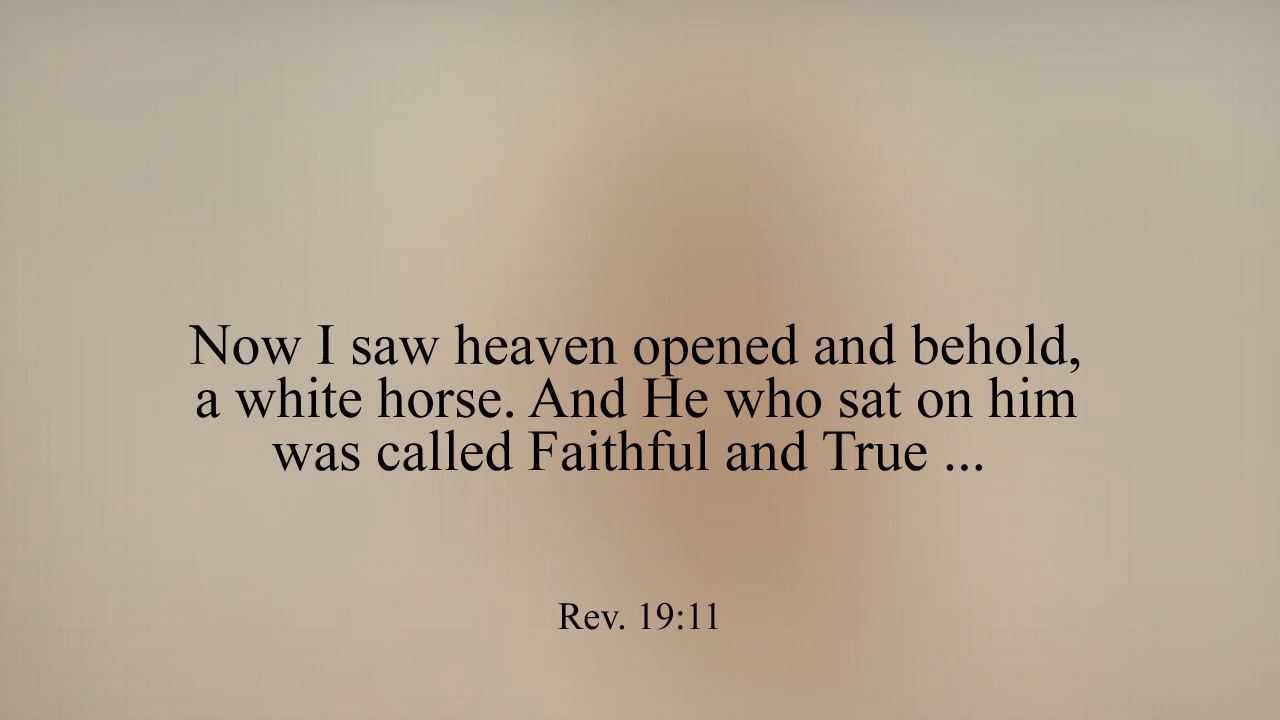 Now I saw heaven opened and behold,
a white horse. And He who sat on him
was called Faithful and True ...
Rev. 19:11